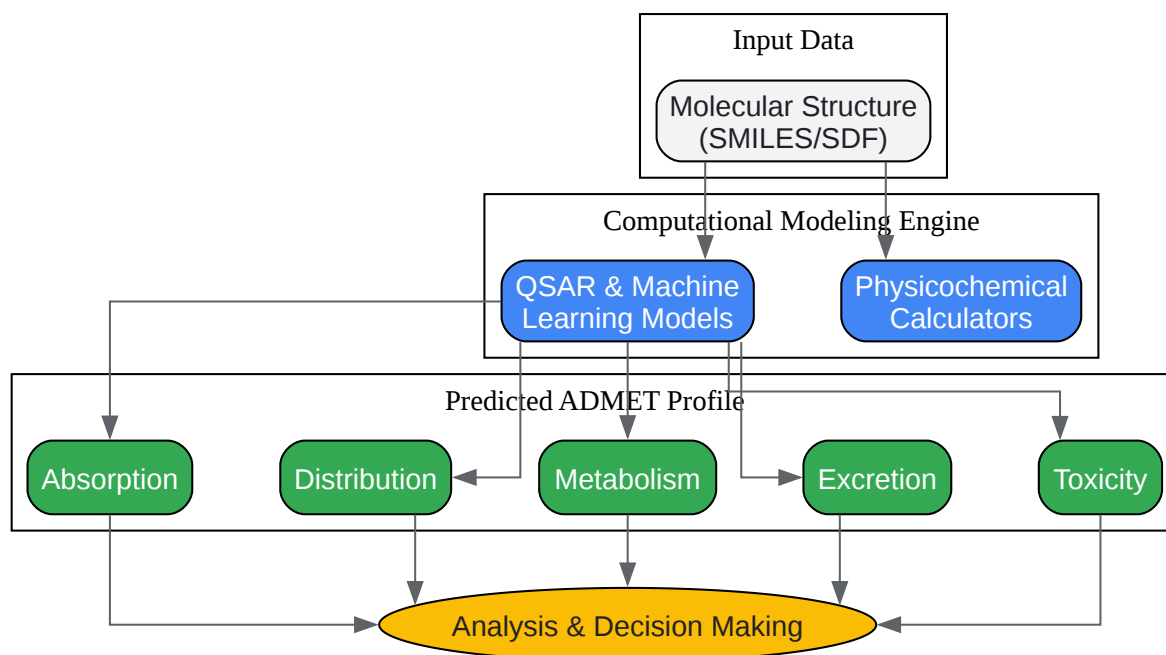 Input Data
Molecular Structure
(SMILES/SDF)
Computational Modeling Engine
QSAR & Machine
Learning Models
Physicochemical
Calculators
Predicted ADMET Profile
Absorption
Distribution
Metabolism
Excretion
Toxicity
Analysis & Decision Making